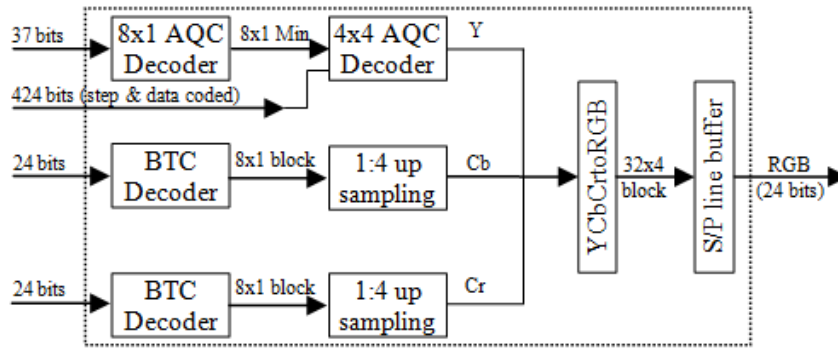 37 bits
8x1 AQC
Decoder
8x1 Min
4x4 AQC
Decoder
Y
424 bits (step & data coded)
24 bits
BTC
Decoder
8x1 block
1:4 up
sampling
Cb
YCbCrtoRGB
32x4
block
S/P line buffer
RGB
(24 bits)
24 bits
BTC
Decoder
8x1 block
1:4 up
sampling
Cr